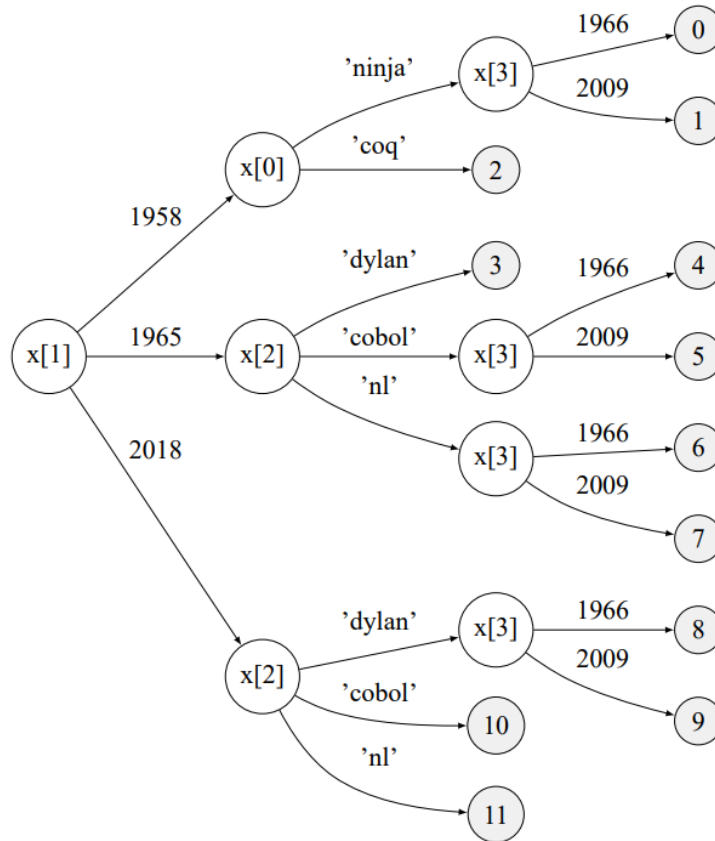 1966
0
’ninja’
x[3]
2009
1
x[0]
’coq’
2
1958
’dylan’
3
1966
4
x[1]
1965
x[2]
’cobol’
x[3]
2009
5
’nl’
2018
x[3]
1966
6
2009
7
’dylan’
x[3]
1966
8
x[2]
2009
9
’cobol’
10
’nl’
11